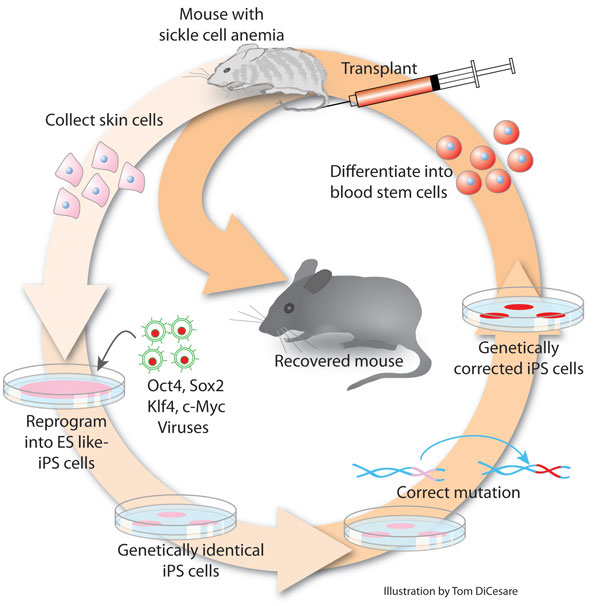 Mouse with
sickle cell anemia
Transplant
Collect skin cells
Differentiate into
blood stem cells
Recovered mouse
Genetically
corrected iPS cells
Oct4, Sox2
Klf4, c-Myc
Viruses
Reprogram
into ES like-
iPS cells
Correct mutation
Genetically identical
iPS cells
Illustration by Tom DiCesare